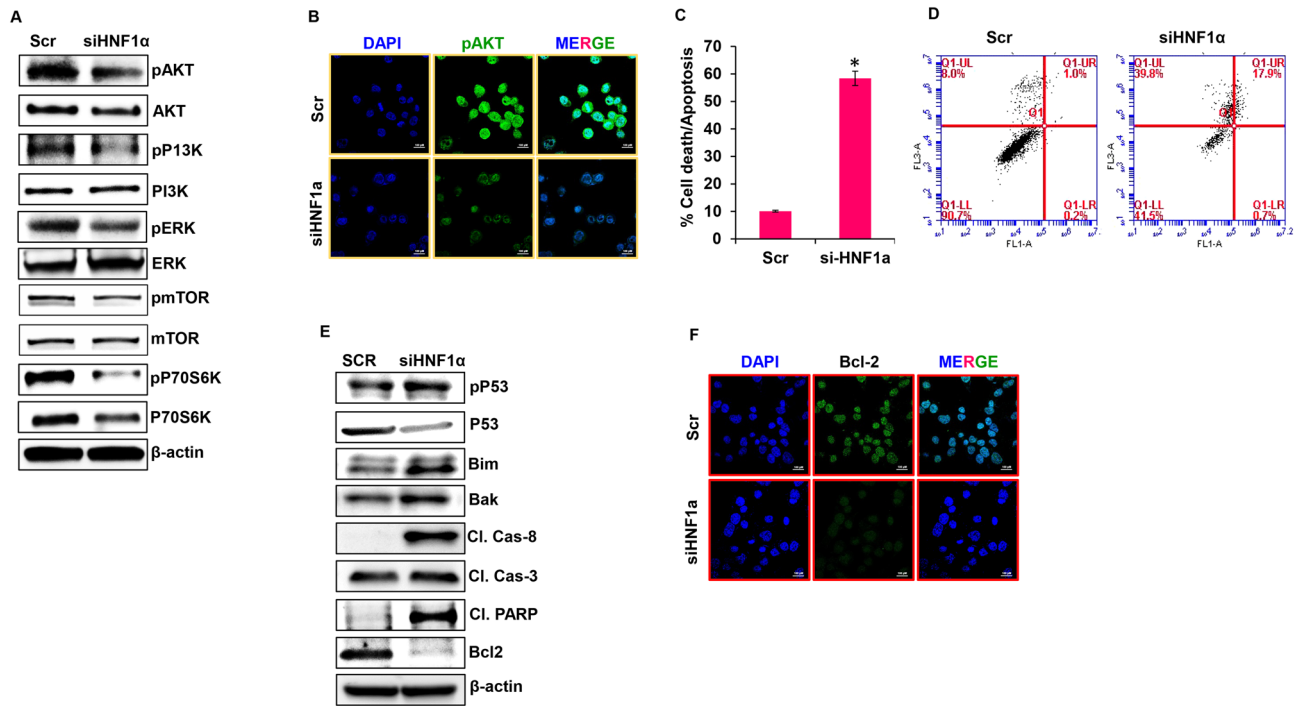 A
Scr siHNF1α
pAKT
AKT
pP13K
PI3K
pERK
ERK
pmTOR
mTOR
pP70S6K
P70S6K
β-actin
B
DAPI pAKT MERGE
Scr
siHNF1a
C
% Cell death/Apoptosis
70
60
50
40
30
20
10
0
*
Scr si-HNF1a
D
Scr siHNF1α
Q1-UL
8.0%
Q1-UR
1.0%
Q1
Q1-LL
90.7%
Q1-LR
0.2%
FL3-A
FL1-A
Q1-UL
39.8%
Q1-UR
17.9%
Q1-LL
41.5%
Q1-LR
0.7%
FL3-A
FL1-A
E
SCR siHNF1α
pP53
P53
Bim
Bak
Cl. Cas-8
Cl. Cas-3
Cl. PARP
Bcl2
β-actin
F
DAPI Bcl-2 MERGE
Scr
siHNF1a